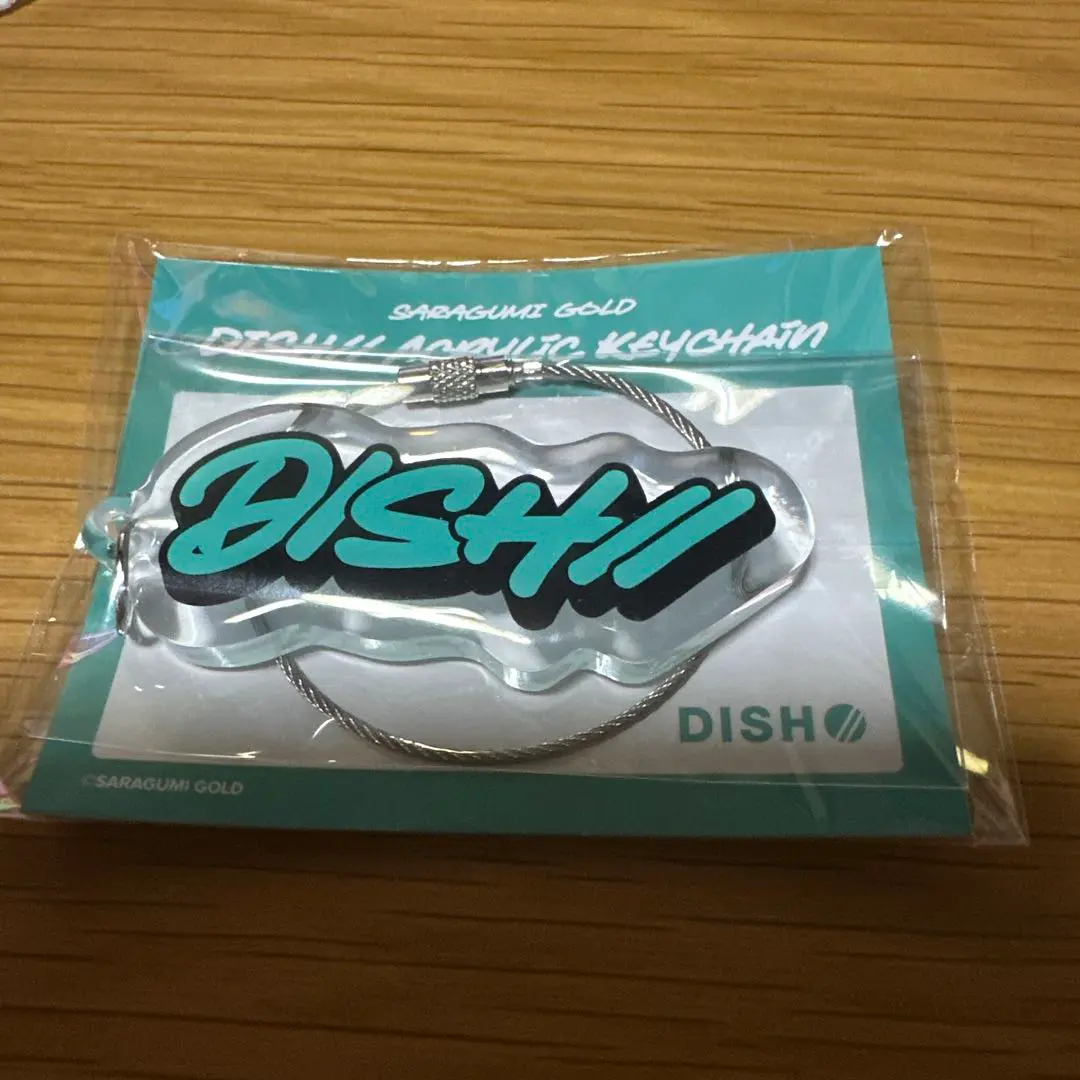 SARAGUMI GOLD
DISH// ACRYLIC KEYCHAIN
DISH//
DISH//
©SARAGUMI GOLD